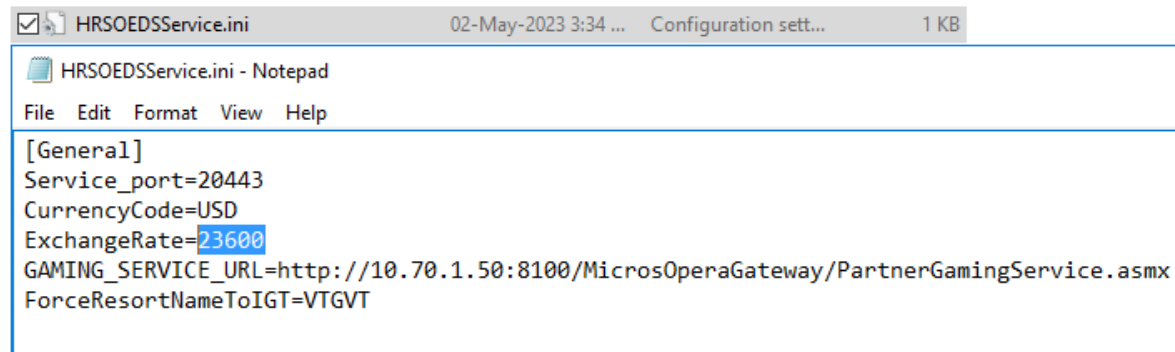 HRSOEDSService.ini 02-May-2023 3:34 ... Configuration sett... 1 KB
HRSOEDSService.ini - Notepad
File Edit Format View Help
[General]
Service_port=20443
CurrencyCode=USD
ExchangeRate=23600
GAMING_SERVICE_URL=http://10.70.1.50:8100/MicrosOperaGateway/PartnerGamingService.asmx
ForceResortNameToIGT=VTGVT